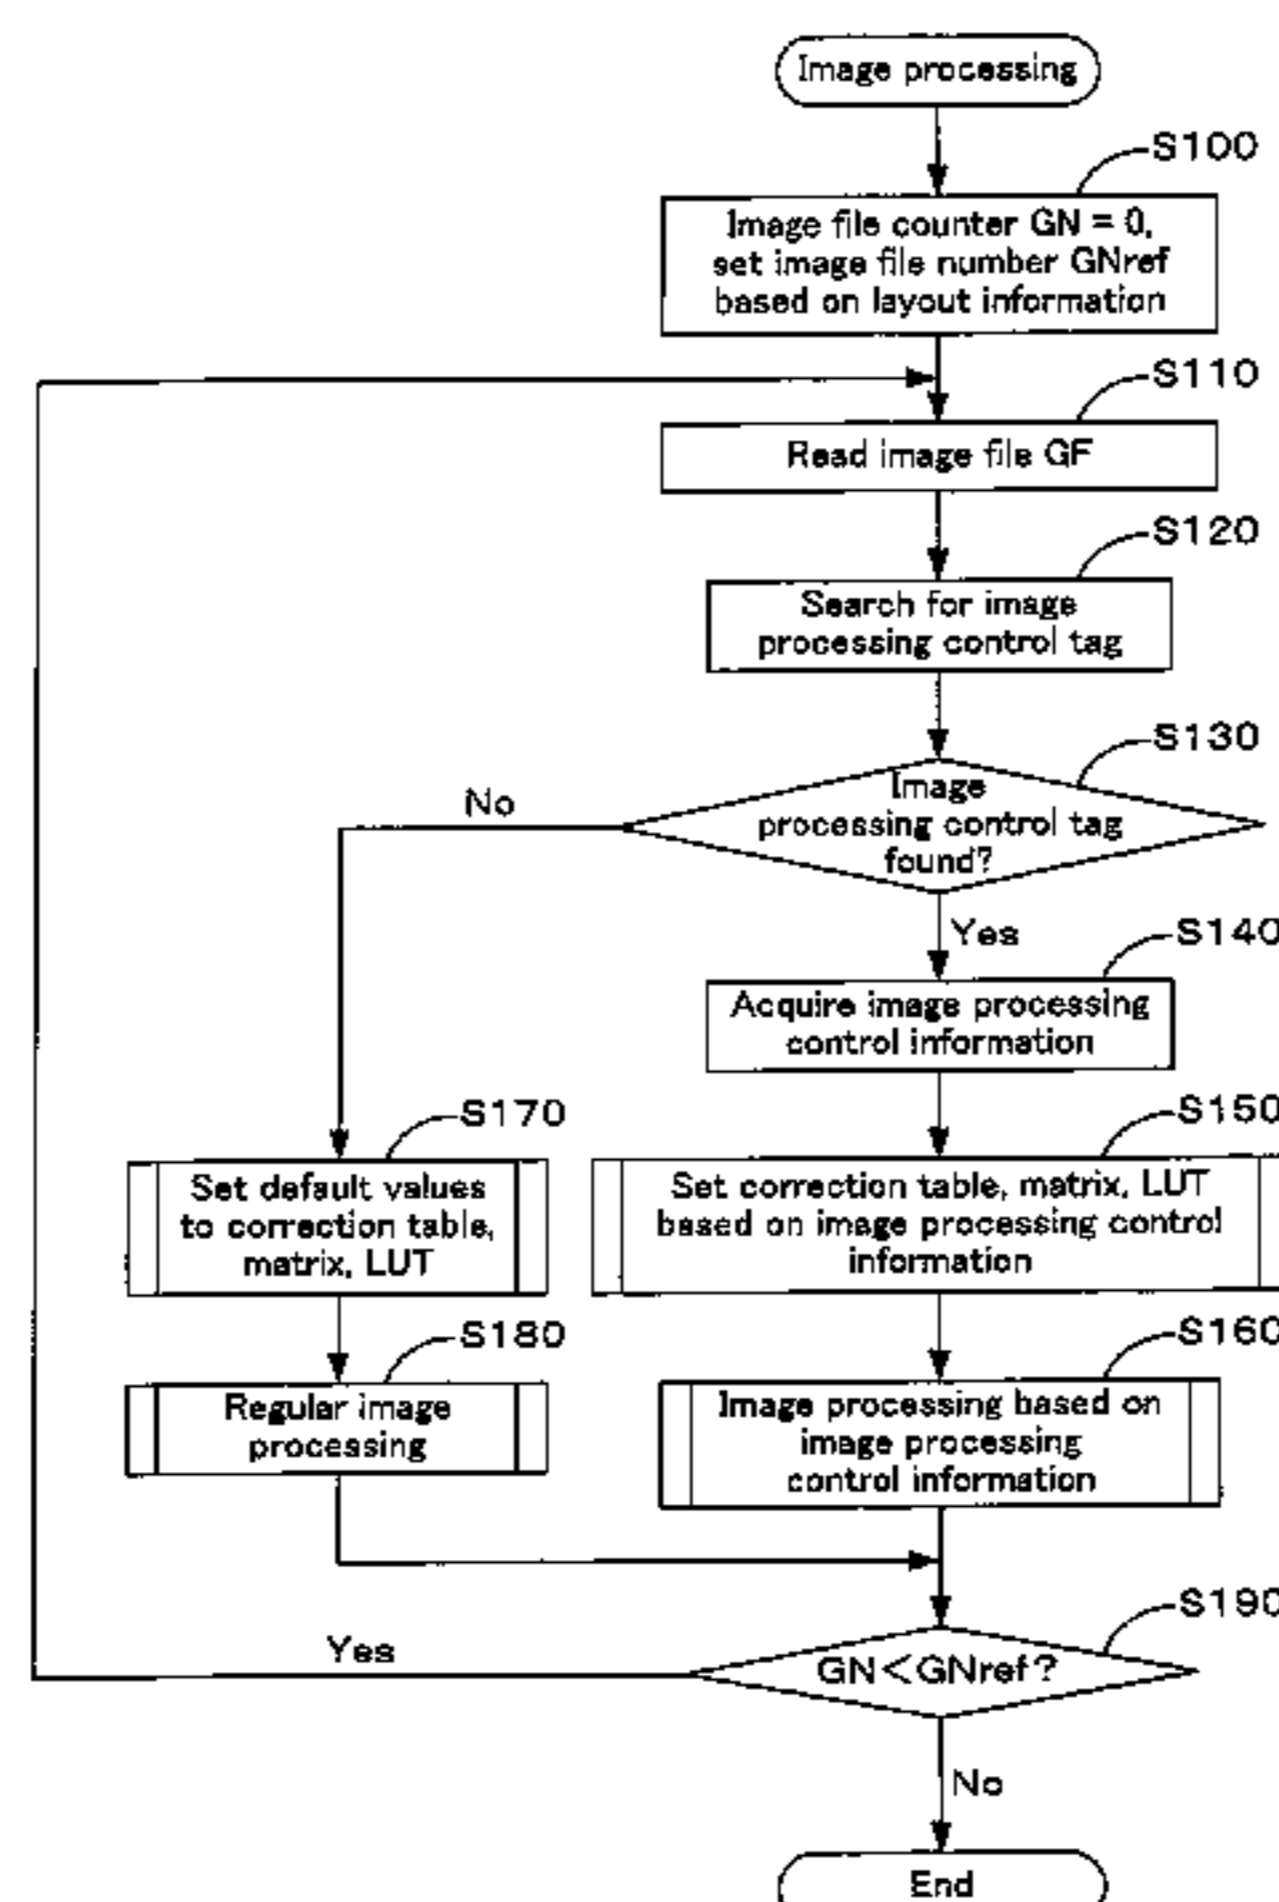 Image processing
S100
Image file counter GN = 0,
set image file number GNref
based on layout information
S110
Read image file GF
S120
Search for image
processing control tag
S130
Image
processing control tag
found?
No
Yes
S140
Acquire image processing
control information
S170
Set default values
to correction table,
matrix, LUT
S150
Set correction table, matrix, LUT
based on image processing control
information
S180
Regular image
processing
S160
Image processing based on
image processing
control information
S190
GN<GNref?
Yes
No
End